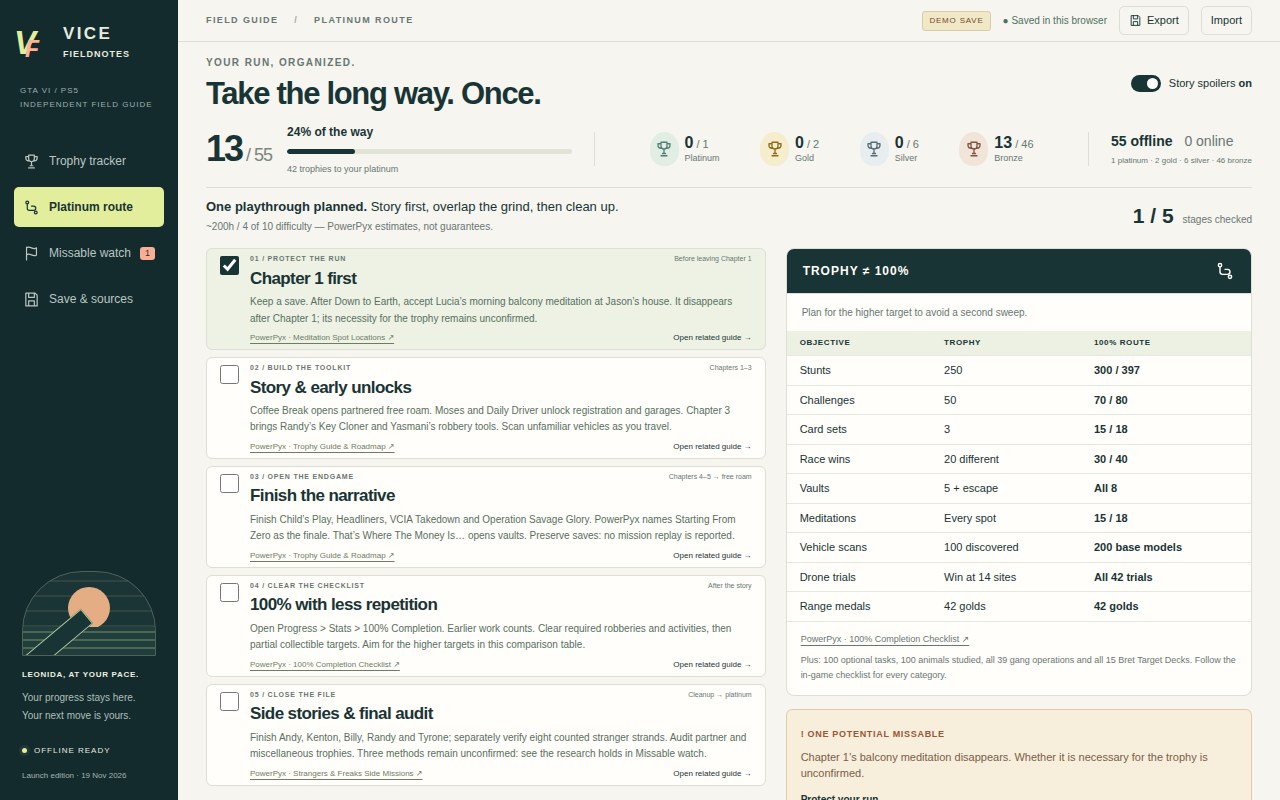 VF
VICE
FIELDNOTES
GTA VI / PS5
INDEPENDENT FIELD GUIDE
Trophy tracker
Platinum route
Missable watch 1
Save & sources
LEONIDA, AT YOUR PACE.
Your progress stays here.
Your next move is yours.
OFFLINE READY
Launch edition · 19 Nov 2026
FIELD GUIDE / PLATINUM ROUTE
DEMO SAVE
● Saved in this browser
Export
Import
YOUR RUN, ORGANIZED.
Take the long way. Once.
Story spoilers on
13 / 55
24% of the way
42 trophies to your platinum
0 / 1
Platinum
0 / 2
Gold
0 / 6
Silver
13 / 46
Bronze
55 offline 0 online
1 platinum · 2 gold · 6 silver · 46 bronze
One playthrough planned. Story first, overlap the grind, then clean up.
~200h / 4 of 10 difficulty — PowerPyx estimates, not guarantees.
1 / 5 stages checked
01 / PROTECT THE RUN
Before leaving Chapter 1
Chapter 1 first
Keep a save. After Down to Earth, accept Lucia’s morning balcony meditation at Jason’s house. It disappears
after Chapter 1; its necessity for the trophy remains unconfirmed.
PowerPyx · Meditation Spot Locations ↗
Open related guide →
02 / BUILD THE TOOLKIT
Chapters 1–3
Story & early unlocks
Coffee Break opens partnered free roam. Moses and Daily Driver unlock registration and garages. Chapter 3
brings Randy’s Key Cloner and Yasmani’s robbery tools. Scan unfamiliar vehicles as you travel.
PowerPyx · Trophy Guide & Roadmap ↗
Open related guide →
03 / OPEN THE ENDGAME
Chapters 4–5 → free roam
Finish the narrative
Finish Child’s Play, Headliners, VCIA Takedown and Operation Savage Glory. PowerPyx names Starting From
Zero as the finale. That’s Where The Money Is… opens vaults. Preserve saves: no mission replay is reported.
PowerPyx · Trophy Guide & Roadmap ↗
Open related guide →
04 / CLEAR THE CHECKLIST
After the story
100% with less repetition
Open Progress > Stats > 100% Completion. Earlier work counts. Clear required robberies and activities, then
partial collectible targets. Aim for the higher targets in this comparison table.
PowerPyx · 100% Completion Checklist ↗
Open related guide →
05 / CLOSE THE FILE
Cleanup → platinum
Side stories & final audit
Finish Andy, Kenton, Billy, Randy and Tyrone; separately verify eight counted stranger strands. Audit partner and
miscellaneous trophies. Three methods remain unconfirmed: see the research holds in Missable watch.
PowerPyx · Strangers & Freaks Side Missions ↗
Open related guide →
TROPHY ≠ 100%
Plan for the higher target to avoid a second sweep.
OBJECTIVE TROPHY 100% ROUTE
Stunts 250 300 / 397
Challenges 50 70 / 80
Card sets 3 15 / 18
Race wins 20 different 30 / 40
Vaults 5 + escape All 8
Meditations Every spot 15 / 18
Vehicle scans 100 discovered 200 base models
Drone trials Win at 14 sites All 42 trials
Range medals 42 golds 42 golds
PowerPyx · 100% Completion Checklist ↗
Plus: 100 optional tasks, 100 animals studied, all 39 gang operations and all 15 Bret Target Decks. Follow the
in-game checklist for every category.
! ONE POTENTIAL MISSABLE
Chapter 1’s balcony meditation disappears. Whether it is necessary for the trophy is
unconfirmed.
Protect your run